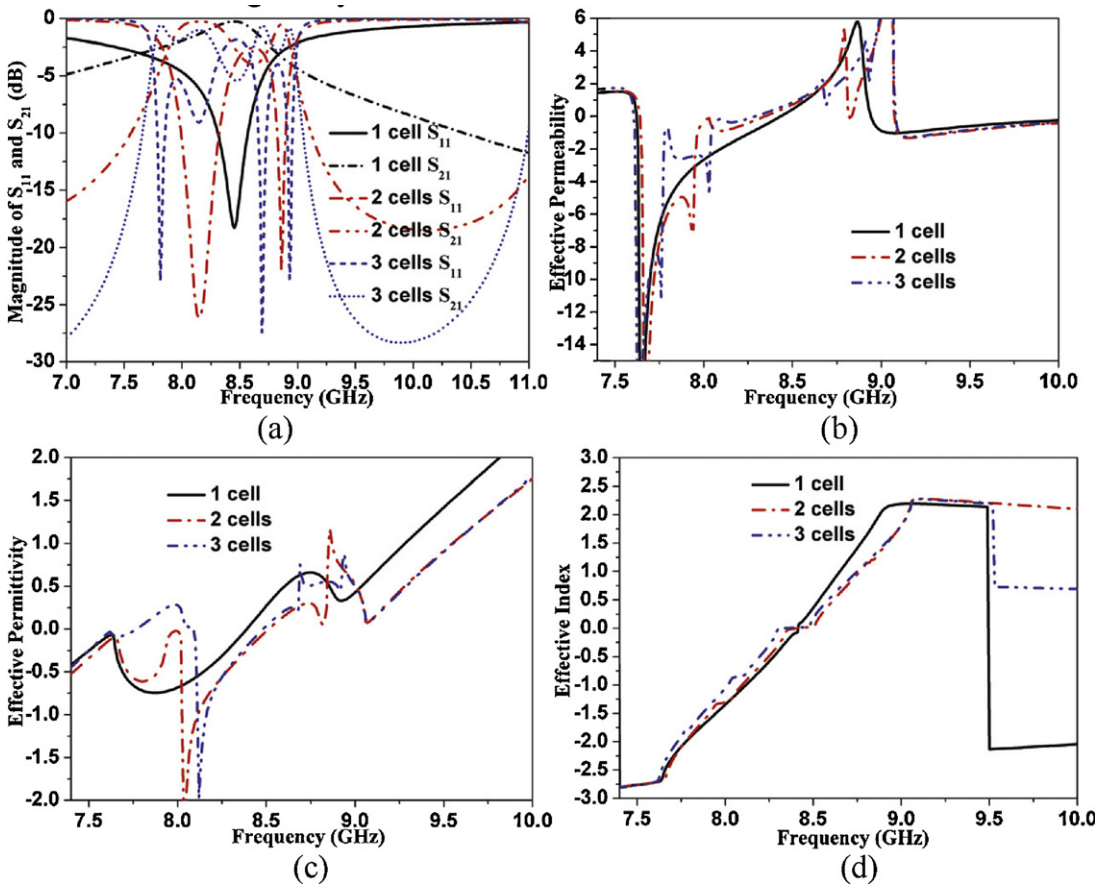 0
-5
-10
-15
-20
-25
-30
Magnitude of S11 and S21 (dB)
1 cell S11
1 cell S21
2 cells S11
2 cells S21
3 cells S11
3 cells S21
7.0 7.5 8.0 8.5 9.0 9.5 10.0 10.5 11.0
Frequency (GHz)
(a)
6
4
2
0
-2
-4
-6
-8
-10
-12
-14
Effective Permeability
1 cell
2 cells
3 cells
7.5 8.0 8.5 9.0 9.5 10.0
Frequency (GHz)
(b)
2.0
1.5
1.0
0.5
0.0
-0.5
-1.0
-1.5
-2.0
Effective Permittivity
1 cell
2 cells
3 cells
7.5 8.0 8.5 9.0 9.5 10.0
Frequency (GHz)
(c)
3.0
2.5
2.0
1.5
1.0
0.5
0.0
-0.5
-1.0
-1.5
-2.0
-2.5
-3.0
Effective Index
1 cell
2 cells
3 cells
7.5 8.0 8.5 9.0 9.5 10.0
Frequency (GHz)
(d)